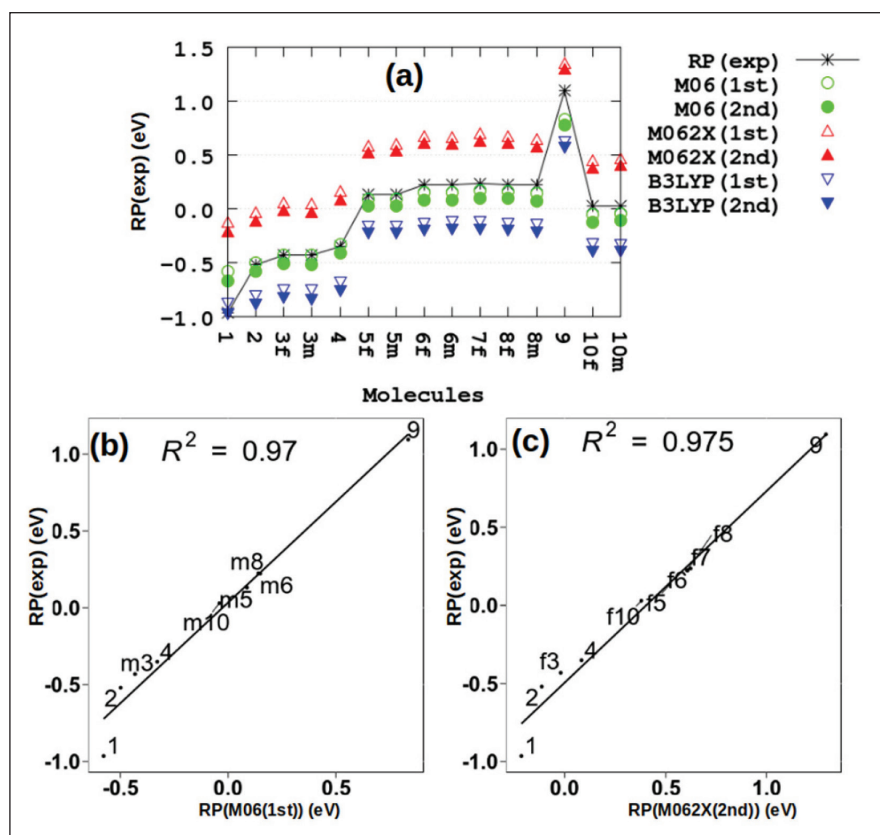 (a)
RP(exp) (eV)
1.5
1.0
0.5
0.0
−0.5
−1.0
1 2 3f 3m 4 5f 5m 6f 6m 7f 8f 8m 9 10f 10m
Molecules
RP(exp)
M06(1st)
M06(2nd)
M062X(1st)
M062X(2nd)
B3LYP(1st)
B3LYP(2nd)
(b)
R² = 0.97
RP(exp) (eV)
1.0
0.5
0.0
-0.5
-1.0
9
m8
m6
m5
m10
4
m3
2
1
-0.5 0.0 0.5
RP(M06(1st)) (eV)
(c)
R² = 0.975
RP(exp) (eV)
1.0
0.5
0.0
-0.5
-1.0
9
f8
f7
f6
f5
f10
4
f3
2
1
0.0 0.5 1.0
RP(M062X(2nd)) (eV)